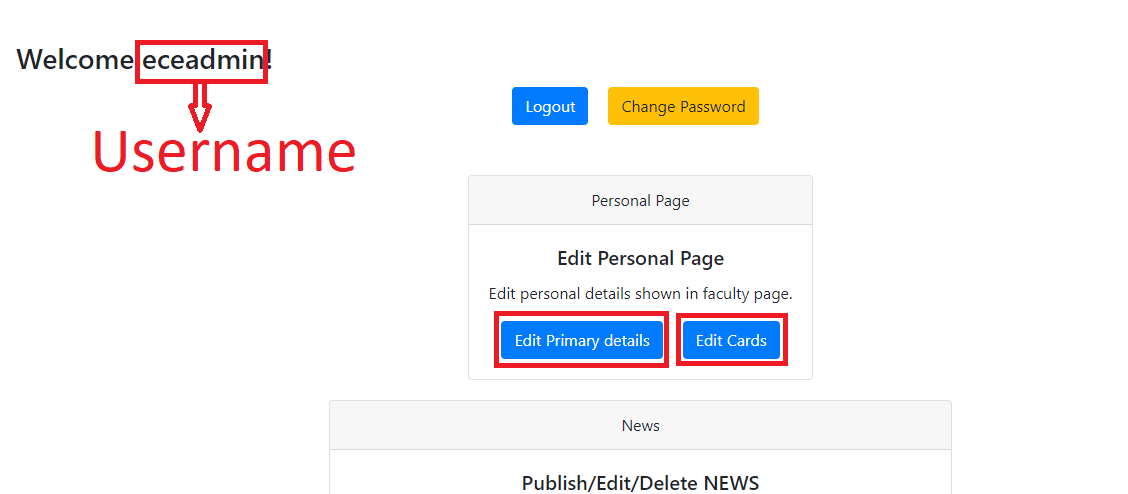 Welcome eceadmin!
Logout Change Password
Username
Personal Page
Edit Personal Page
Edit personal details shown in faculty page.
Edit Primary details Edit Cards
News
Publish/Edit/Delete NEWS